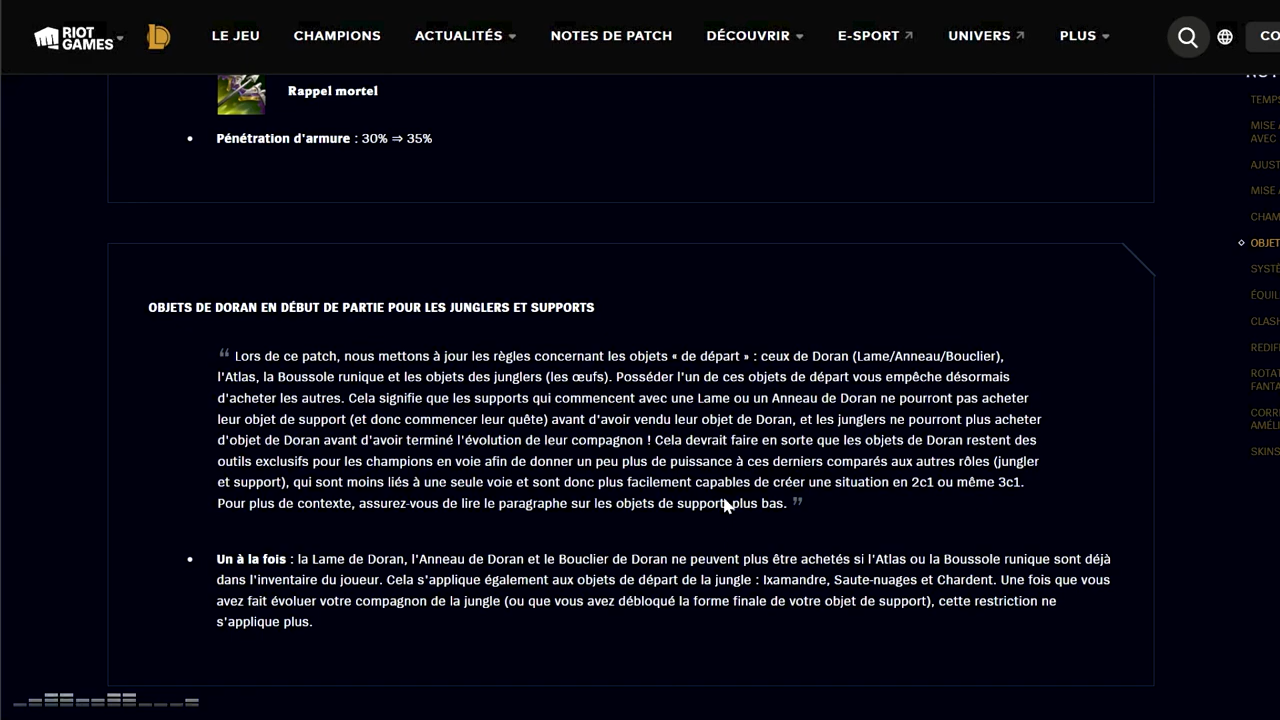 RIOT GAMES
LE JEU
CHAMPIONS
ACTUALITÉS
NOTES DE PATCH
DÉCOUVRIR
E-SPORT
UNIVERS
PLUS
CO
Rappel mortel
Pénétration d'armure : 30% ⇒ 35%
OBJETS DE DORAN EN DÉBUT DE PARTIE POUR LES JUNGLERS ET SUPPORTS
“ Lors de ce patch, nous mettons à jour les règles concernant les objets « de départ » : ceux de Doran (Lame/Anneau/Bouclier),
l'Atlas, la Boussole runique et les objets des junglers (les œufs). Posséder l'un de ces objets de départ vous empêche désormais
d'acheter les autres. Cela signifie que les supports qui commencent avec une Lame ou un Anneau de Doran ne pourront pas acheter
leur objet de support (et donc commencer leur quête) avant d'avoir vendu leur objet de Doran, et les junglers ne pourront plus acheter
d'objet de Doran avant d'avoir terminé l'évolution de leur compagnon ! Cela devrait faire en sorte que les objets de Doran restent des
outils exclusifs pour les champions en voie afin de donner un peu plus de puissance à ces derniers comparés aux autres rôles (jungler
et support), qui sont moins liés à une seule voie et sont donc plus facilement capables de créer une situation en 2c1 ou même 3c1.
Pour plus de contexte, assurez-vous de lire le paragraphe sur les objets de support plus bas. ”
Un à la fois : la Lame de Doran, l'Anneau de Doran et le Bouclier de Doran ne peuvent plus être achetés si l'Atlas ou la Boussole runique sont déjà
dans l'inventaire du joueur. Cela s'applique également aux objets de départ de la jungle : Ixamandre, Saute-nuages et Chardent. Une fois que vous
avez fait évoluer votre compagnon de la jungle (ou que vous avez débloqué la forme finale de votre objet de support), cette restriction ne
s'applique plus.
TEMPS
MISE A
AVEC
AJUST
MISE A
CHAM
OBJET
SYSTÈ
ÉQUIL
CLASH
REDIF
ROTAT
FANTA
CORRE
AMÉLI
SKINS